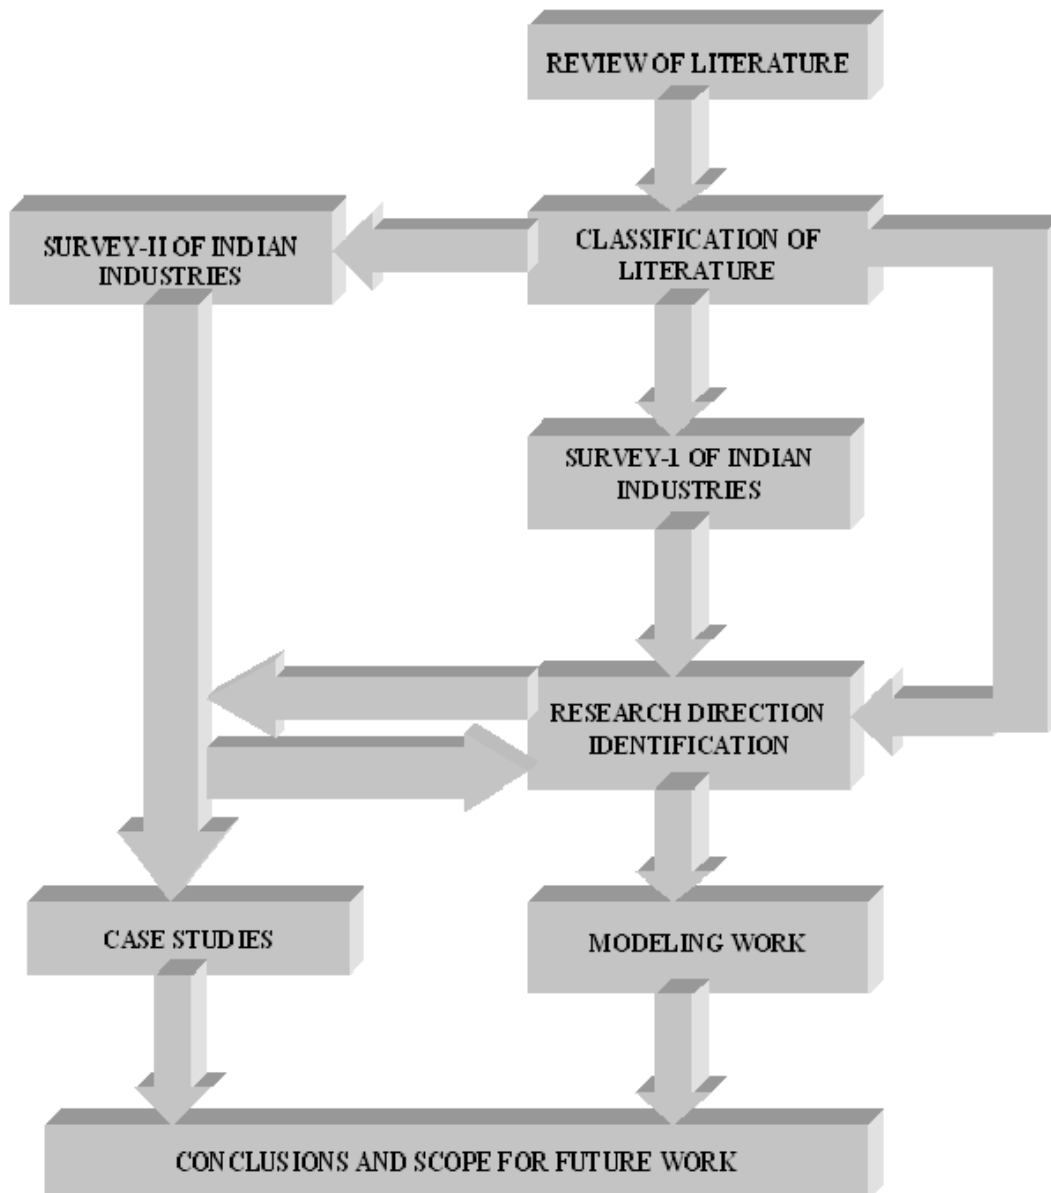 REVIEW OF LITERATURE
SURVEY-II OF INDIAN
INDUSTRIES
CLASSIFICATION OF
LITERATURE
SURVEY-1 OF INDIAN
INDUSTRIES
RESEARCH DIRECTION
IDENTIFICATION
CASE STUDIES
MODELING WORK
CONCLUSIONS AND SCOPE FOR FUTURE WORK